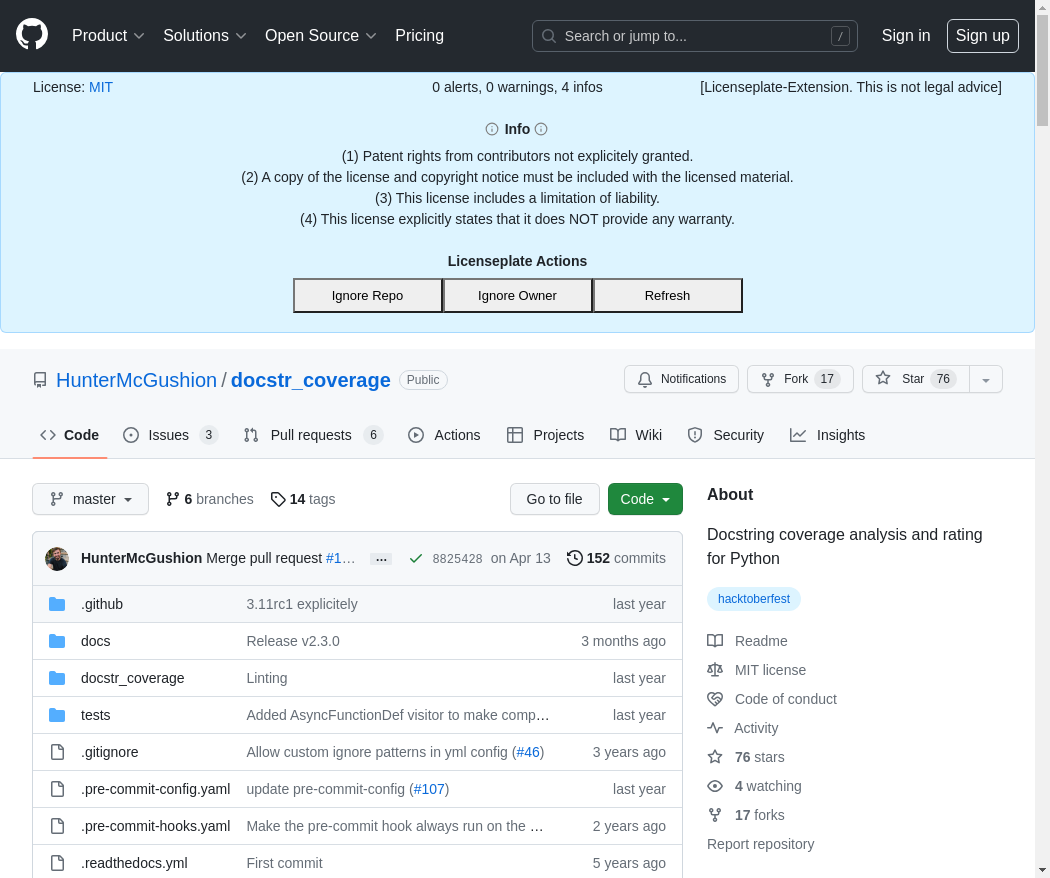 Product Solutions Open Source Pricing Search or jump to... / Sign in Sign up
License: MIT 0 alerts, 0 warnings, 4 infos [Licenseplate-Extension. This is not legal advice]
Info
(1) Patent rights from contributors not explicitely granted.
(2) A copy of the license and copyright notice must be included with the licensed material.
(3) This license includes a limitation of liability.
(4) This license explicitly states that it does NOT provide any warranty.
Licenseplate Actions
Ignore Repo Ignore Owner Refresh
HunterMcGushion / docstr_coverage Public Notifications Fork 17 Star 76
Code Issues 3 Pull requests 6 Actions Projects Wiki Security Insights
master 6 branches 14 tags Go to file Code
HunterMcGushion Merge pull request #1… … 8825428 on Apr 13 152 commits
.github 3.11rc1 explicitely last year
docs Release v2.3.0 3 months ago
docstr_coverage Linting last year
tests Added AsyncFunctionDef visitor to make comp… last year
.gitignore Allow custom ignore patterns in yml config (#46) 3 years ago
.pre-commit-config.yaml update pre-commit-config (#107) last year
.pre-commit-hooks.yaml Make the pre-commit hook always run on the … 2 years ago
.readthedocs.yml First commit 5 years ago
About
Docstring coverage analysis and rating
for Python
hacktoberfest
Readme
MIT license
Code of conduct
Activity
76 stars
4 watching
17 forks
Report repository